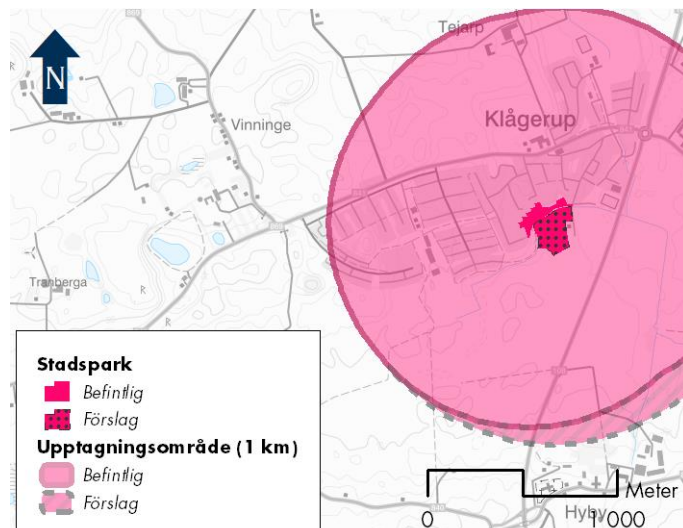 Tejarp
Klågerup
N
Vinninge
Tranberga
R
R
R
Stadspark
Befintlig
Förslag
Upptagningsområde (1 km)
Befintlig
Förslag
Meter
0 1 000
Hyby